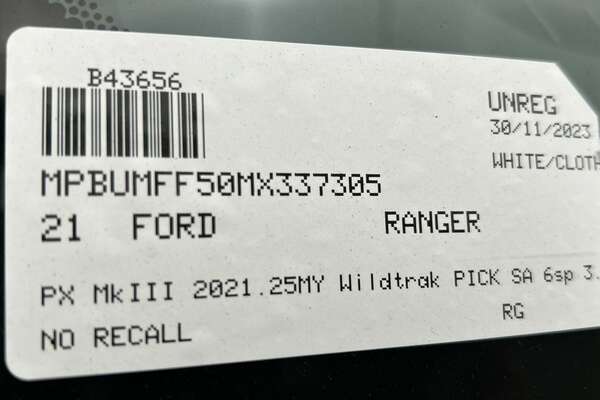 B43656
UNREG
30/11/2023
WHITE/CLOTH
MPBUMFF50MX337305
21 FORD RANGER
PX MkIII 2021.25MY Wildtrak PICK SA 6sp 3.
RG
NO RECALL